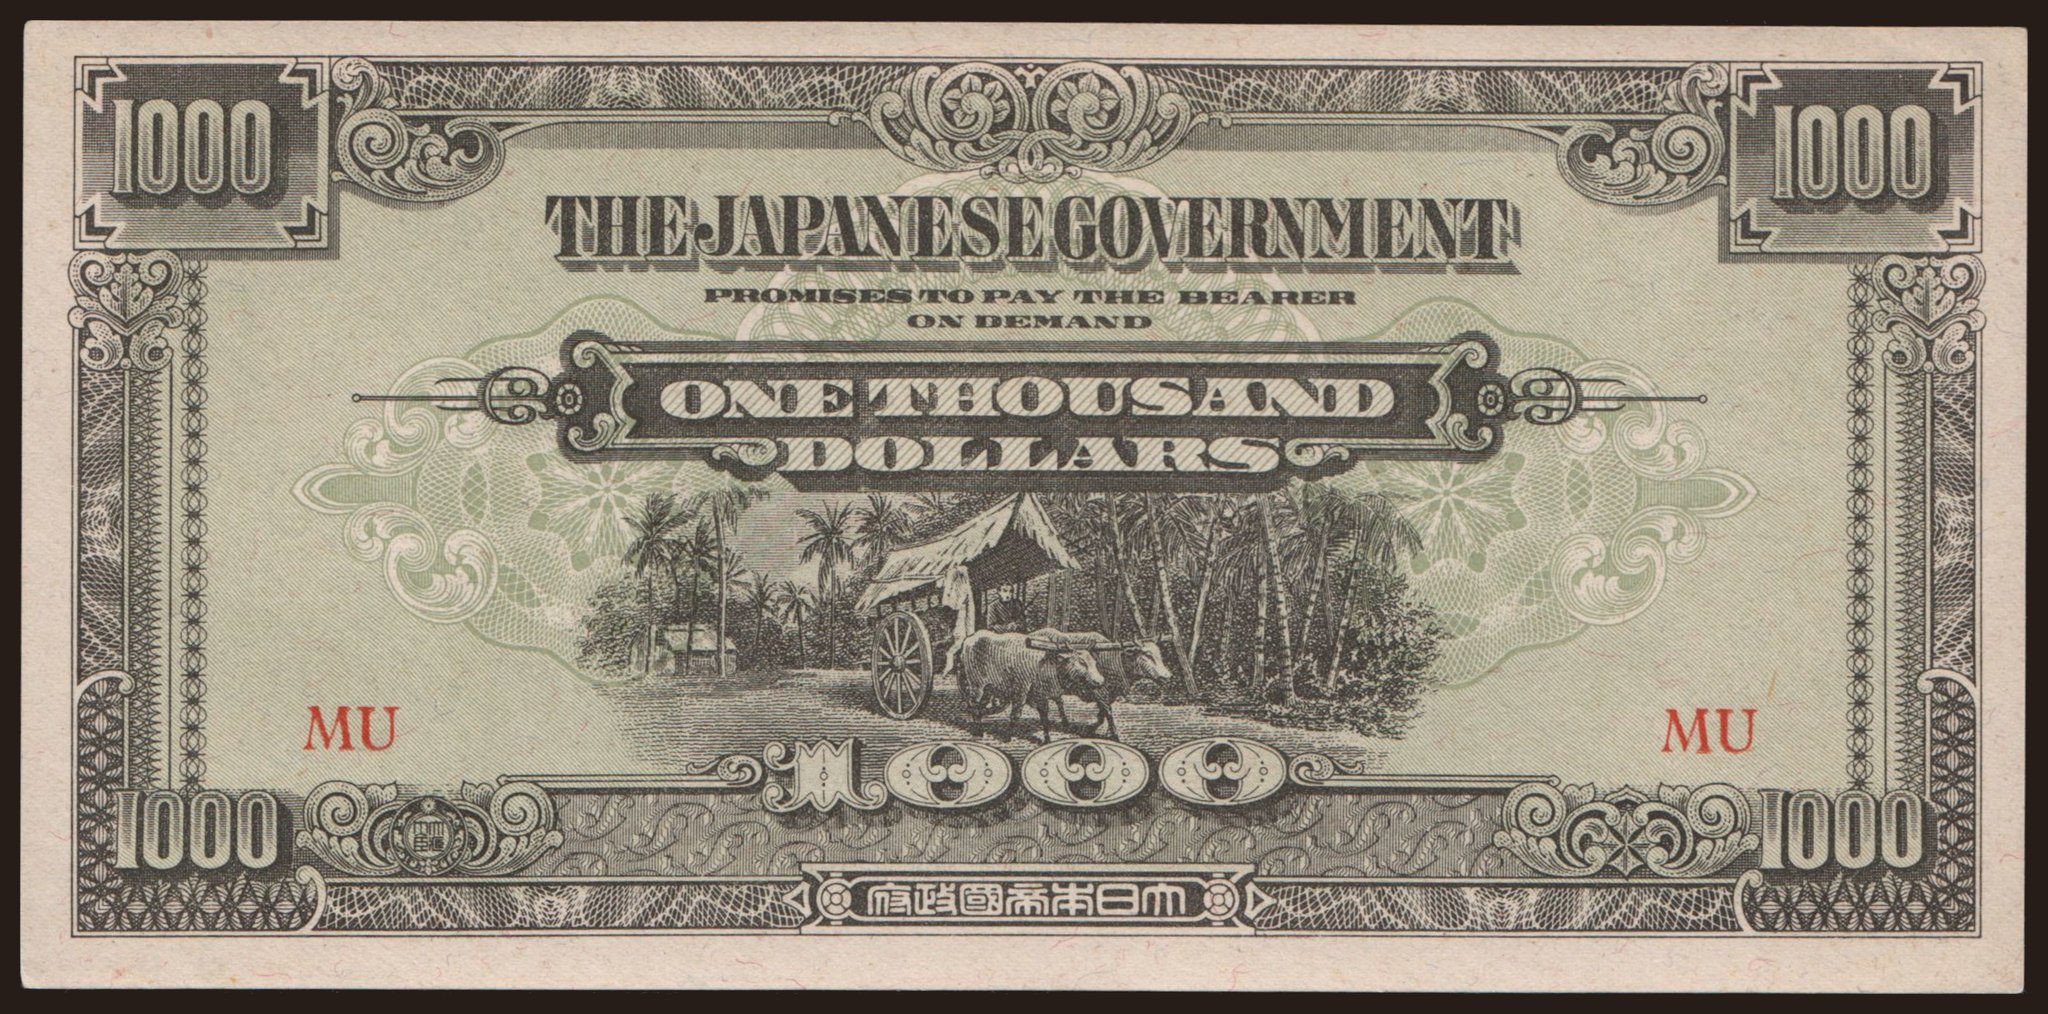 1000 1000
THE JAPANESE GOVERNMENT
PROMISES TO PAY THE BEARER
ON DEMAND
ONE THOUSAND
DOLLARS
MU MU
1000
1000 1000
府政國帝本日大